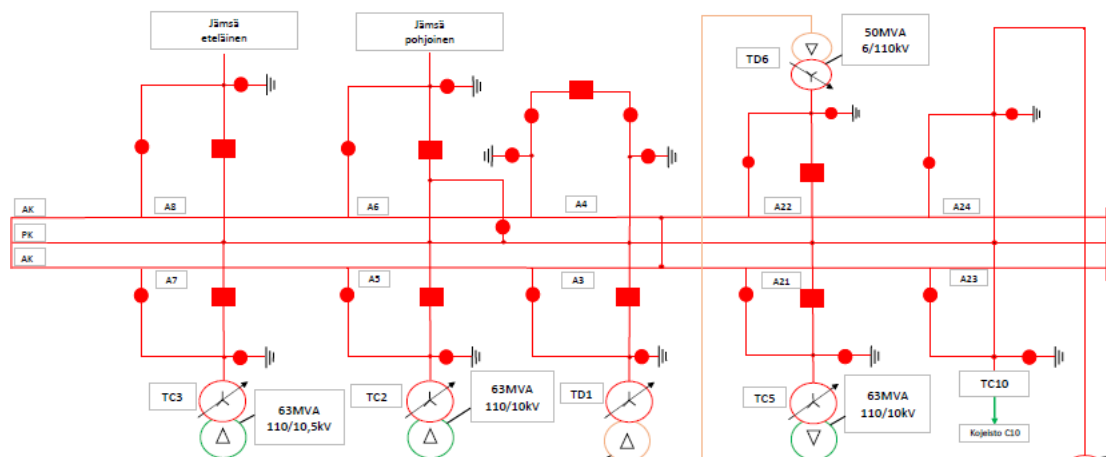 Jämsä
eteläinen
Jämsä
pohjoinen
TD6
50MVA
6/110kV
AK
A8
A6
A4
A22
A24
PK
AK
A7
A5
A3
A21
A23
TC3
63MVA
110/10,5kV
TC2
63MVA
110/10kV
TD1
TC5
63MVA
110/10kV
TC10
Kojeisto C10